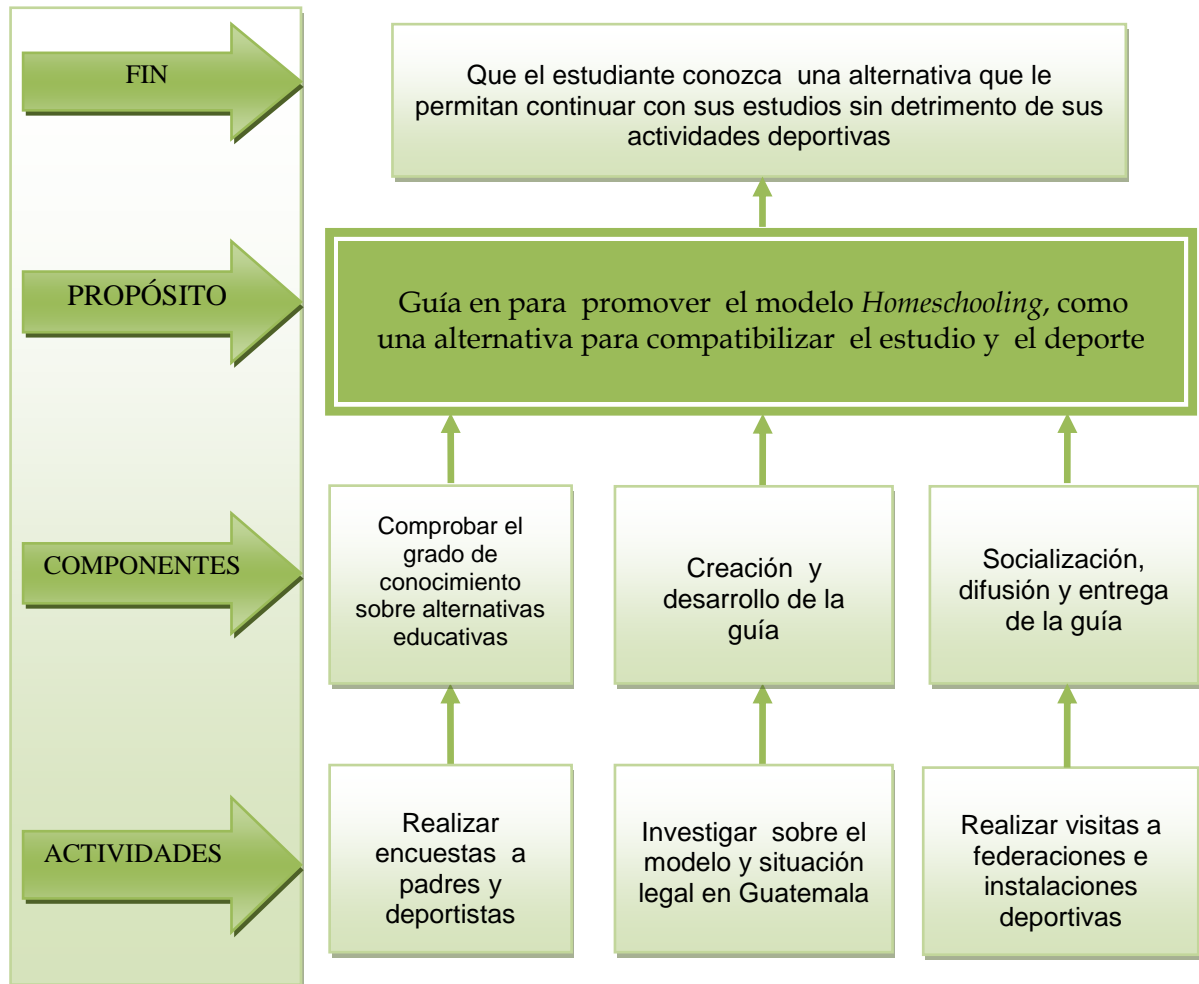 FIN
Que el estudiante conozca una alternativa que le
permitan continuar con sus estudios sin detrimento de sus
actividades deportivas
PROPÓSITO
Guía en para promover el modelo Homeschooling, como
una alternativa para compatibilizar el estudio y el deporte
COMPONENTES
Comprobar el
grado de
conocimiento
sobre alternativas
educativas
Creación y
desarrollo de la
guía
Socialización,
difusión y entrega
de la guía
ACTIVIDADES
Realizar
encuestas a
padres y
deportistas
Investigar sobre el
modelo y situación
legal en Guatemala
Realizar visitas a
federaciones e
instalaciones
deportivas